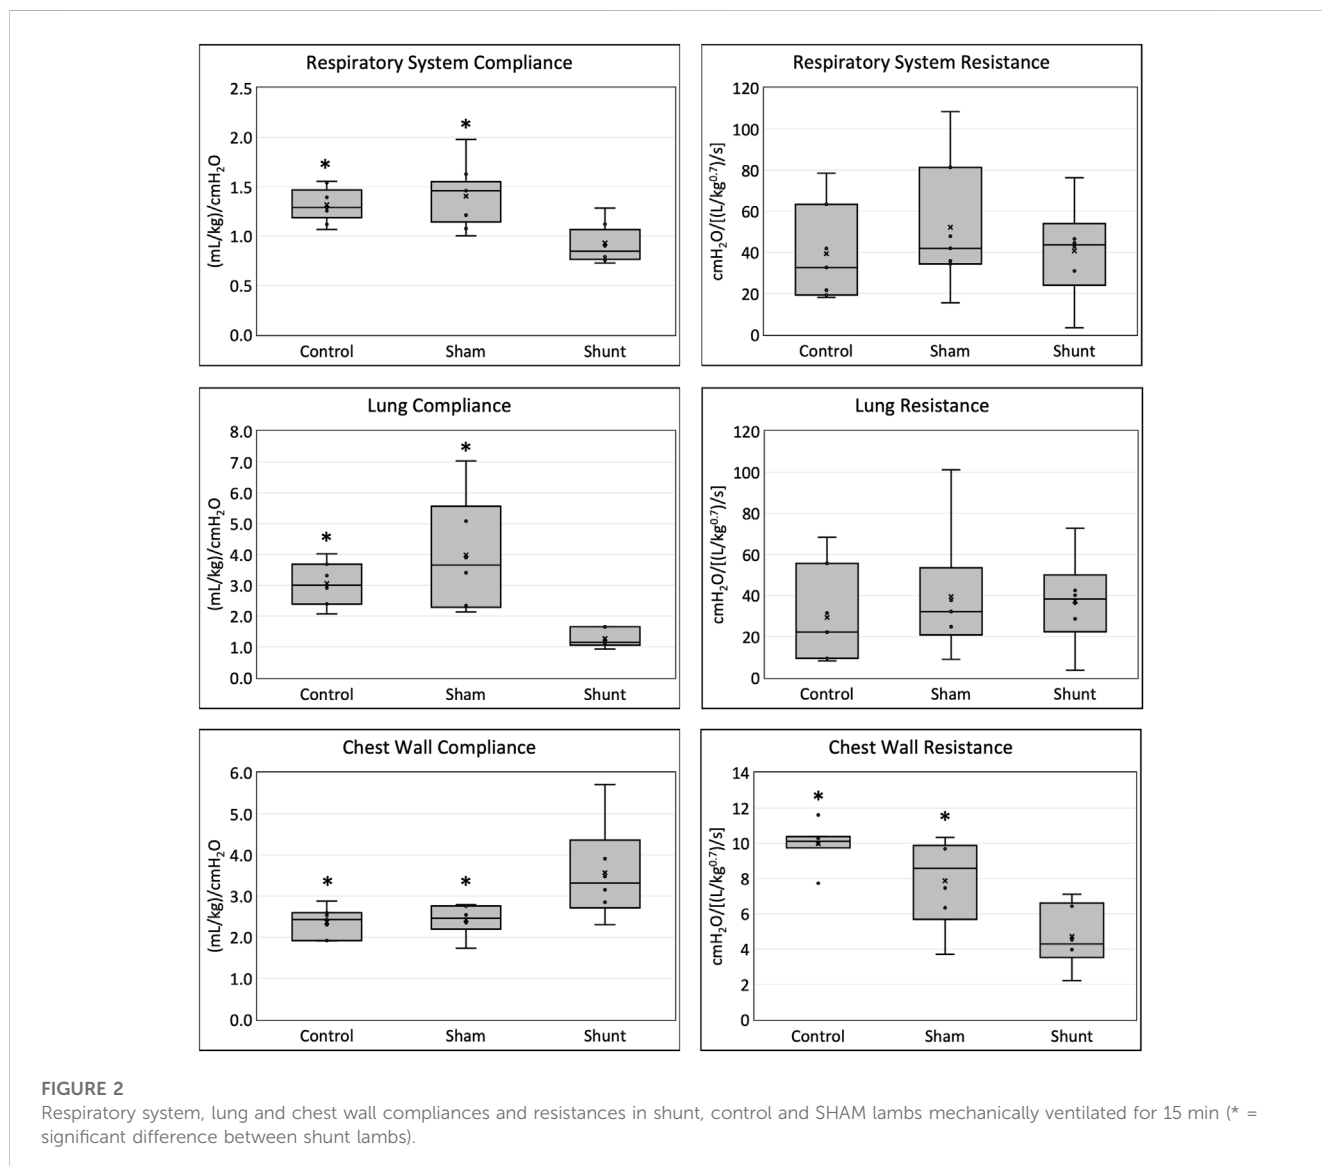 Respiratory System Compliance
(mL/kg)/cmH₂O
2.5
2.0
1.5
1.0
0.5
0.0
*
*
Control Sham Shunt
Respiratory System Resistance
cmH₂O/[(L/kg⁰·⁷)/s]
120
100
80
60
40
20
0
Control Sham Shunt
Lung Compliance
(mL/kg)/cmH₂O
8.0
7.0
6.0
5.0
4.0
3.0
2.0
1.0
0.0
*
*
Control Sham Shunt
Lung Resistance
cmH₂O/[(L/kg⁰·⁷)/s]
120
100
80
60
40
20
0
Control Sham Shunt
Chest Wall Compliance
(mL/kg)/cmH₂O
6.0
5.0
4.0
3.0
2.0
1.0
0.0
*
*
Control Sham Shunt
Chest Wall Resistance
cmH₂O/[(L/kg⁰·⁷)/s]
14
12
10
8
6
4
2
0
*
*
Control Sham Shunt
FIGURE 2
Respiratory system, lung and chest wall compliances and resistances in shunt, control and SHAM lambs mechanically ventilated for 15 min (* =
significant difference between shunt lambs).